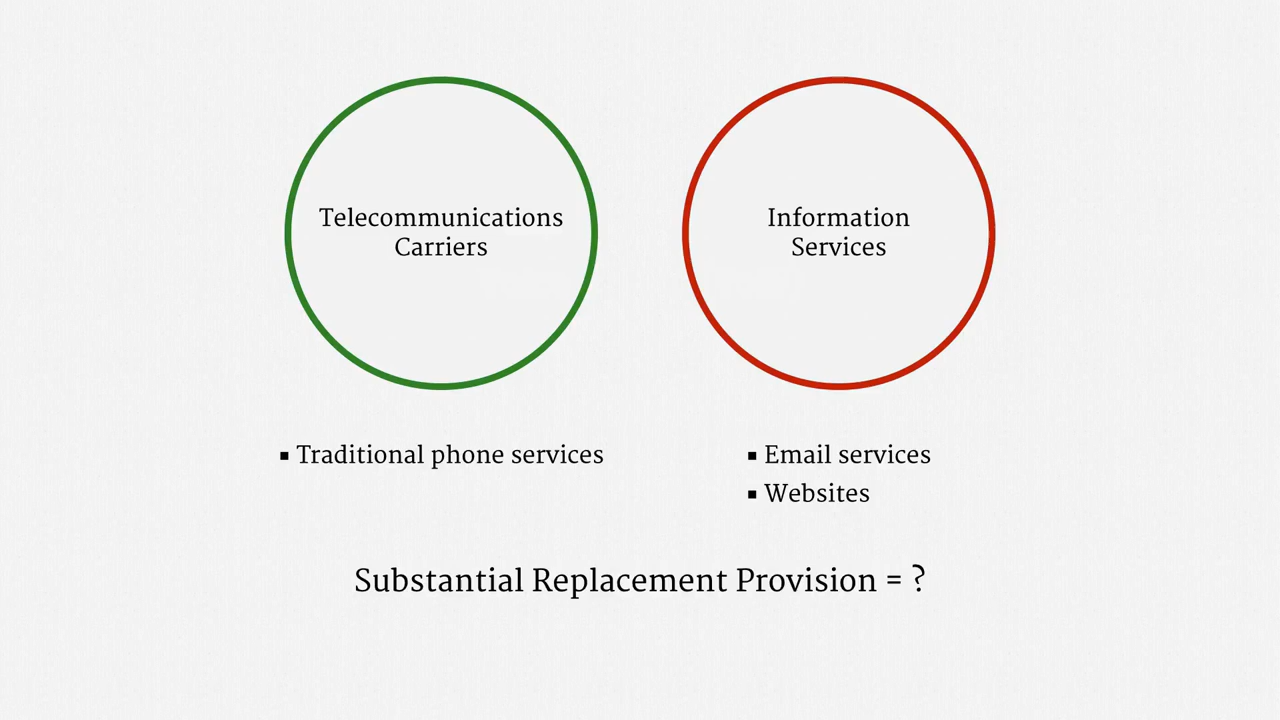 Telecommunications
Carriers
Information
Services
▪ Traditional phone services
▪ Email services
▪ Websites
Substantial Replacement Provision = ?